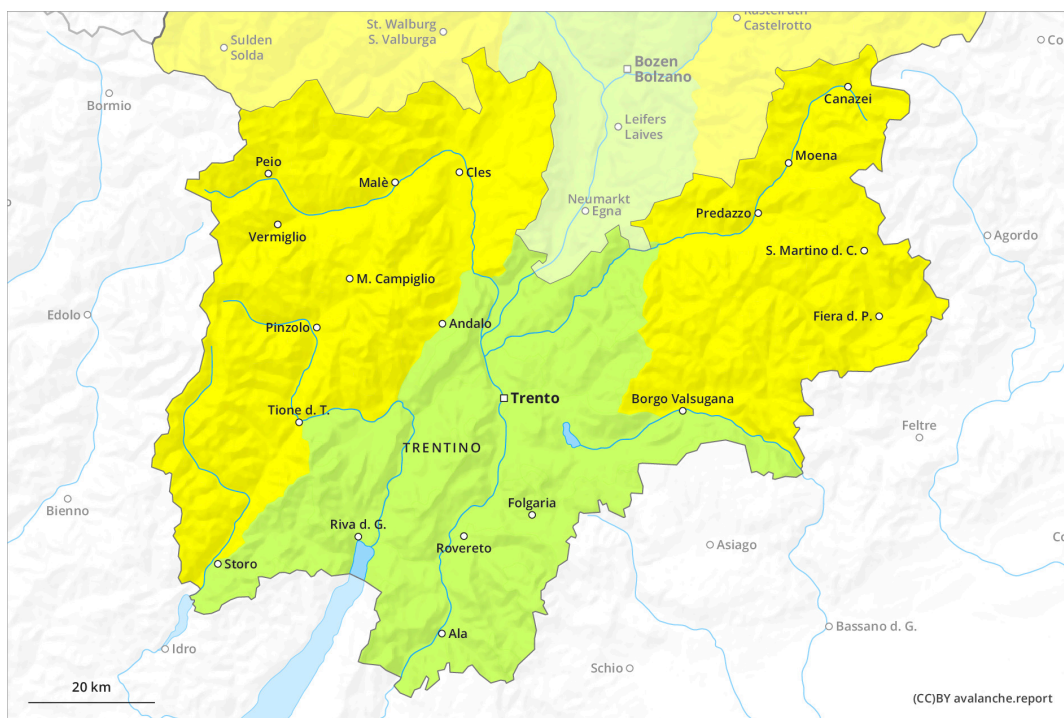 Kastelruth
Castelrotto
St. Walburg
S. Valburga
Sulden
Solda
Co
Bozen
Bolzano
Bormio
Canazei
Leifers
Laives
Moena
Peio
Malè
Cles
Neumarkt
Egna
Predazzo
Vermiglio
S. Martino d. C.
Agordo
M. Campiglio
Edolo
Pinzolo
Andalo
Fiera d. P.
Trento
Borgo Valsugana
Tione d. T.
Feltre
TRENTINO
Bienno
Folgaria
Riva d. G.
Rovereto
Asiago
Co
Storo
Ala
Bassano d. G.
Idro
Schio
20 km
(CC)BY avalanche.report